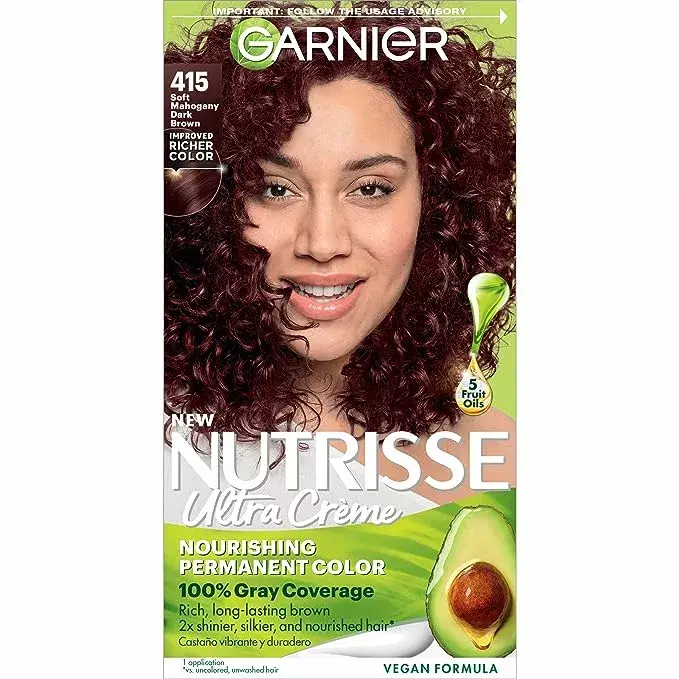 IMPORTANT: FOLLOW THE USAGE ADVISORY
GARNIER
415
Soft
Mahogany
Dark
Brown
IMPROVED
RICHER
COLOR
5
Fruit
Oils
NEW
NUTRISSE
Ultra Crème
NOURISHING
PERMANENT COLOR
100% Gray Coverage
Rich, long-lasting brown
2x shinier, silkier, and nourished hair*
Castaño vibrante y duradero
1 application
*vs. uncolored, unwashed hair
VEGAN FORMULA